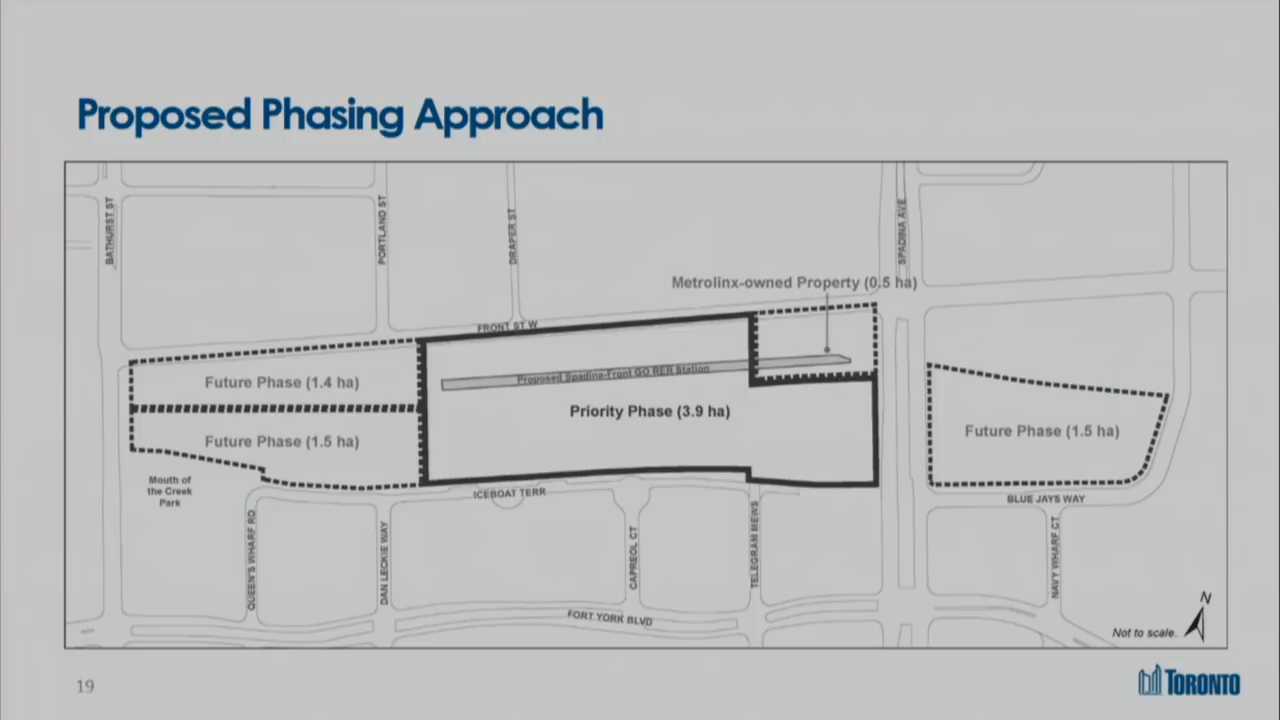 Proposed Phasing Approach
BATHURST ST
PORTLAND ST
DRAPER ST
SPADINA AVE
Metrolinx-owned Property (0.5 ha)
FRONT ST W
Proposed Spadina-Front GO RER Station
Future Phase (1.4 ha)
Priority Phase (3.9 ha)
Future Phase (1.5 ha)
Future Phase (1.5 ha)
Mouth of
the Creek
Park
ICEBOAT TERR
BLUE JAYS WAY
QUEEN'S WHARF RD
DAN LECKIE WAY
CAPREOL CT
TELEGRAM MEWS
NAVY WHARF CT
FORT YORK BLVD
N
Not to scale.
19
TORONTO